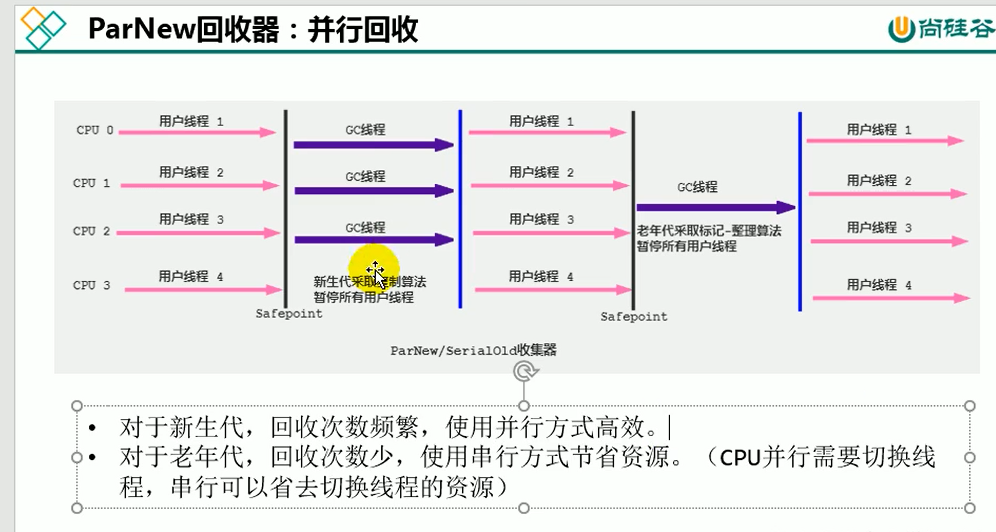 ParNew回收器：并行回收
尚硅谷
CPU 0
用户线程 1
GC线程
用户线程 1
用户线程 1
CPU 1
用户线程 2
GC线程
用户线程 2
GC线程
用户线程 2
CPU 2
用户线程 3
GC线程
用户线程 3
老年代采取标记-整理算法
暂停所有用户线程
用户线程 3
CPU 3
用户线程 4
新生代采取复制算法
暂停所有用户线程
用户线程 4
用户线程 4
Safepoint
Safepoint
ParNew/SerialOld收集器
• 对于新生代，回收次数频繁，使用并行方式高效。
• 对于老年代，回收次数少，使用串行方式节省资源。（CPU并行需要切换线
程，串行可以省去切换线程的资源）